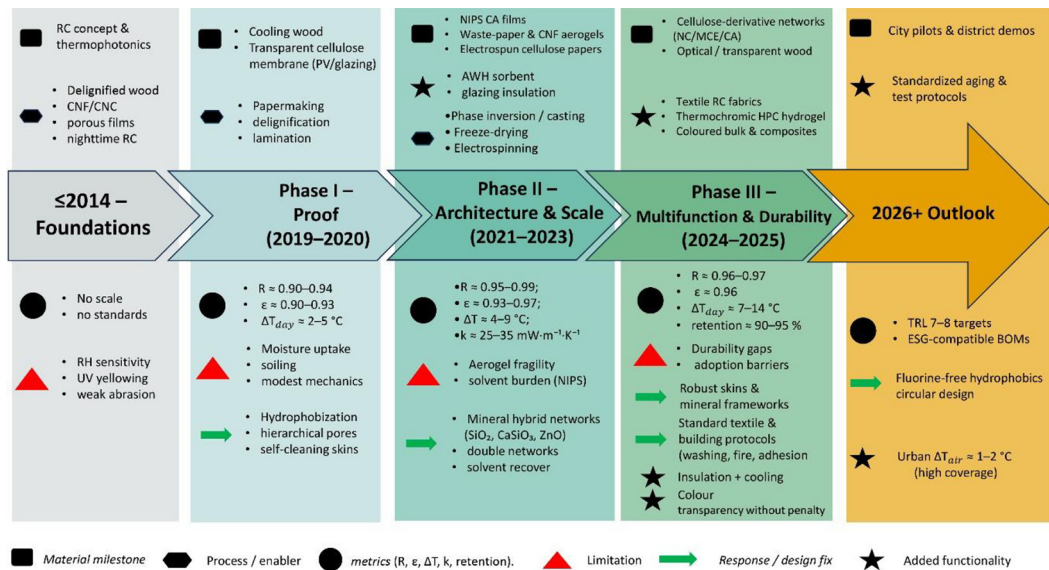 RC concept &
thermophotonics
Delignified wood
CNF/CNC
porous films
nighttime RC
≤2014 –
Foundations
No scale
no standards
RH sensitivity
UV yellowing
weak abrasion
Cooling wood
Transparent cellulose
membrane (PV/glazing)
Papermaking
delignification
lamination
Phase I –
Proof
(2019–2020)
R ≈ 0.90–0.94
ε ≈ 0.90–0.93
ΔT_day ≈ 2–5 °C
Moisture uptake
soiling
modest mechanics
Hydrophobization
hierarchical pores
self-cleaning skins
NIPS CA films
Waste-paper & CNF aerogels
Electrospun cellulose papers
AWH sorbent
glazing insulation
Phase inversion / casting
Freeze-drying
Electrospinning
Phase II –
Architecture & Scale
(2021–2023)
R ≈ 0.95–0.99;
ε ≈ 0.93–0.97;
ΔT ≈ 4–9 °C;
k ≈ 25–35 mW·m⁻¹·K⁻¹
Aerogel fragility
solvent burden (NIPS)
Mineral hybrid networks
(SiO₂, CaSiO₃, ZnO)
double networks
solvent recover
Cellulose-derivative networks
(NC/MCE/CA)
Optical / transparent wood
Textile RC fabrics
Thermochromic HPC hydrogel
Coloured bulk & composites
Phase III –
Multifunction & Durability
(2024–2025)
R ≈ 0.96–0.97
ε ≈ 0.96
ΔT_day ≈ 7–14 °C
retention ≈ 90–95 %
Durability gaps
adoption barriers
Robust skins &
mineral frameworks
Standard textile &
building protocols
(washing, fire, adhesion
Insulation + cooling
Colour
transparency without penalty
City pilots & district demos
Standardized aging &
test protocols
2026+ Outlook
TRL 7–8 targets
ESG-compatible BOMs
Fluorine-free hydrophobics
circular design
Urban ΔT_air ≈ 1–2 °C
(high coverage)
Material milestone
Process / enabler
metrics (R, ε, ΔT, k, retention).
Limitation
Response / design fix
Added functionality